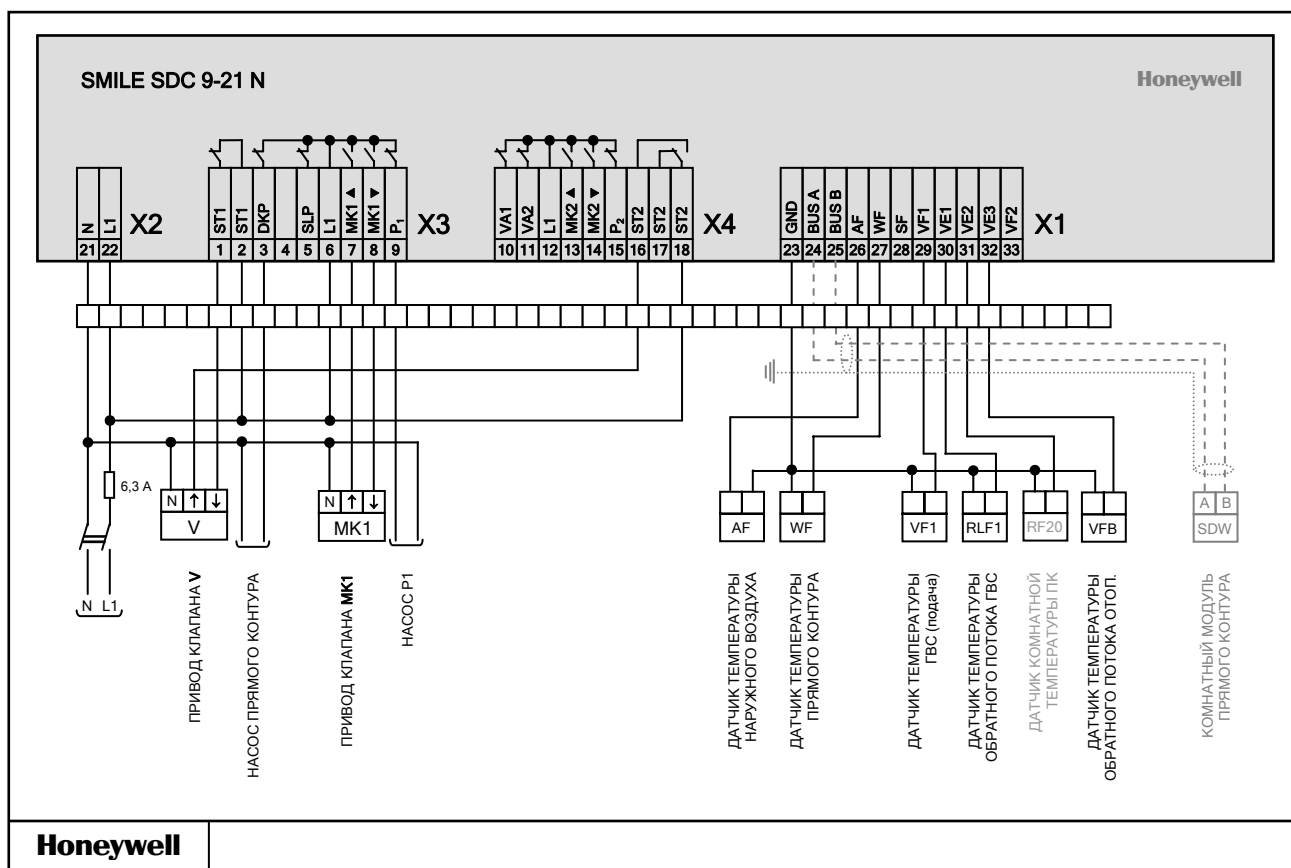 SMILE SDC 9-21 N
Honeywell
N L1 X2
21 22
ST1 ST1 DKP SLP L1 MK1 ▲ MK1 ▼ P₁ X3
1 2 3 4 5 6 7 8 9
VA1 VA2 L1 MK2 ▲ MK2 ▼ P₂ ST2 ST2 ST2 X4
10 11 12 13 14 15 16 17 18
GND BUS A BUS B AF WF SF VF1 VE1 VE2 VE3 VF2 X1
23 24 25 26 27 28 29 30 31 32 33
6,3 A
N ↑ ↓
V
N ↑ ↓
MK1
AF
WF
VF1
RLF1
RF20
VFB
A B
SDW
N L1
ПРИВОД КЛАПАНА V
НАСОС ПРЯМОГО КОНТУРА
ПРИВОД КЛАПАНА MK1
НАСОС P1
ДАТЧИК ТЕМПЕРАТУРЫ
НАРУЖНОГО ВОЗДУХА
ДАТЧИК ТЕМПЕРАТУРЫ
ПРЯМОГО КОНТУРА
ДАТЧИК ТЕМПЕРАТУРЫ
ГВС (подача)
ДАТЧИК ТЕМПЕРАТУРЫ
ОБРАТНОГО ПОТОКА ГВС
ДАТЧИК КОМНАТНОЙ
ТЕМПЕРАТУРЫ ПК
ДАТЧИК ТЕМПЕРАТУРЫ
ОБРАТНОГО ПОТОКА ОТОП.
КОМНАТНЫЙ МОДУЛЬ
ПРЯМОГО КОНТУРА
Honeywell